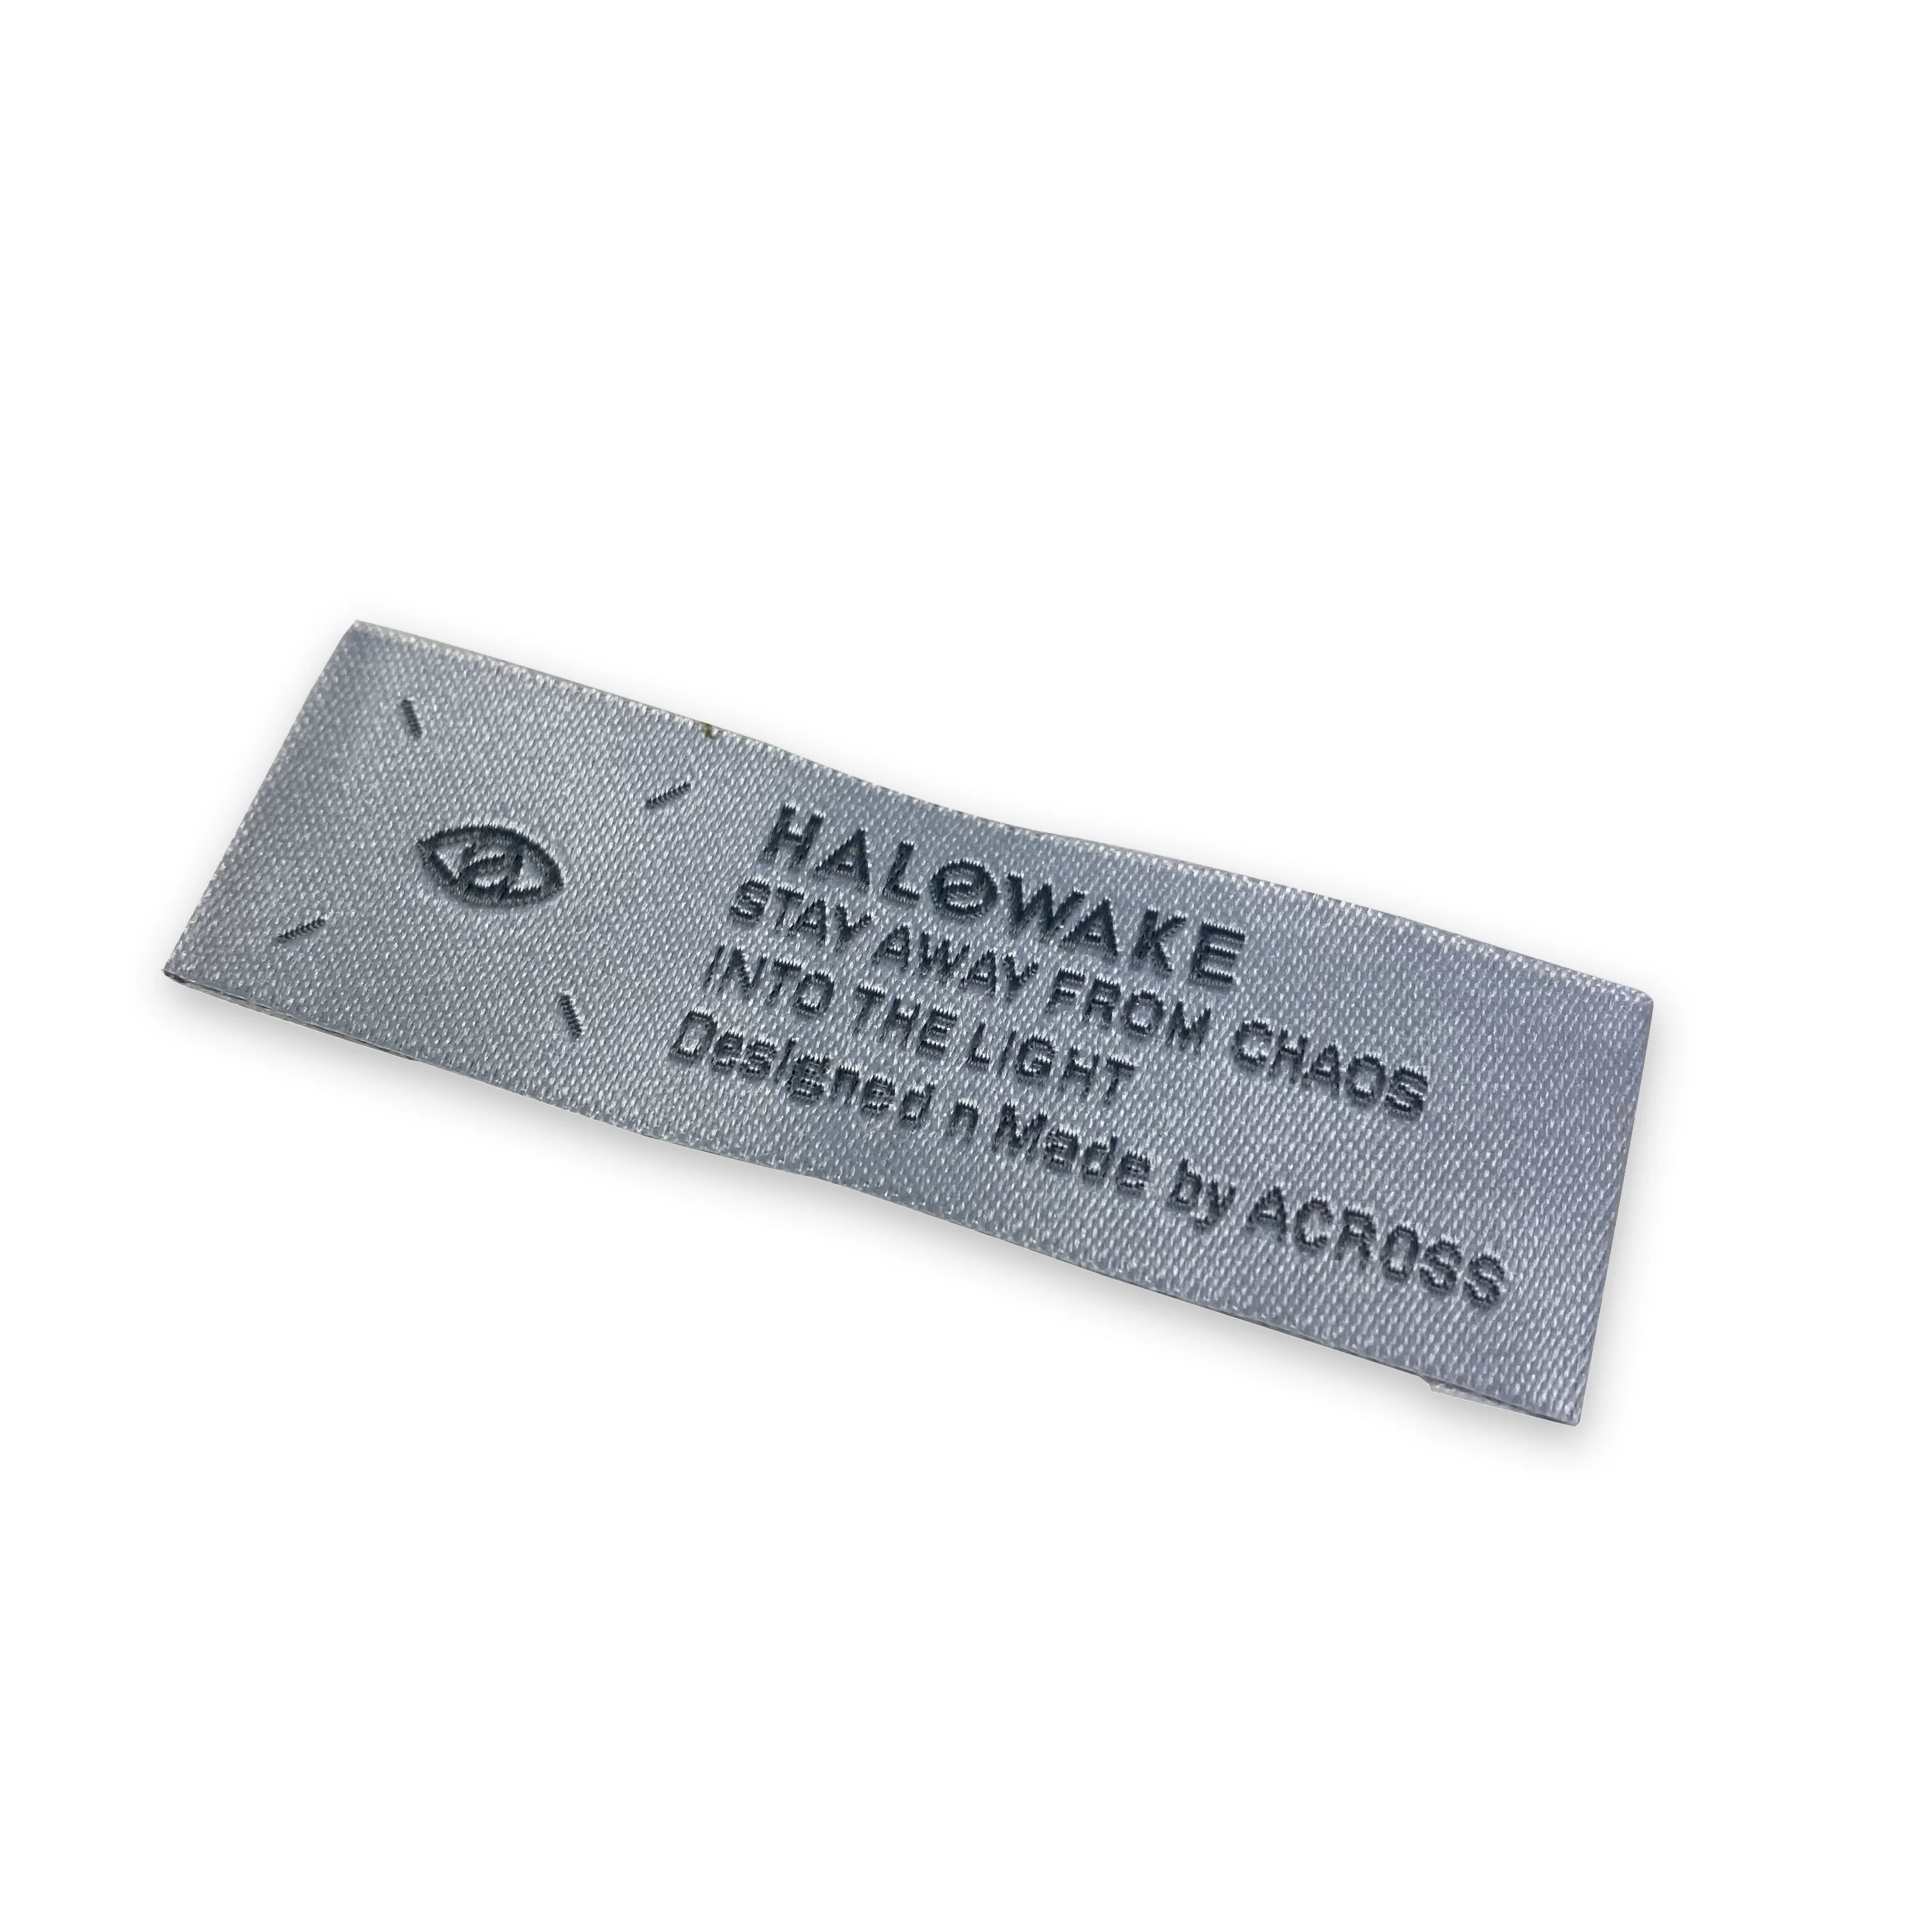 HALOWAKE
STAY AWAY FROM CHAOS
INTO THE LIGHT
Designed n Made by ACROSS